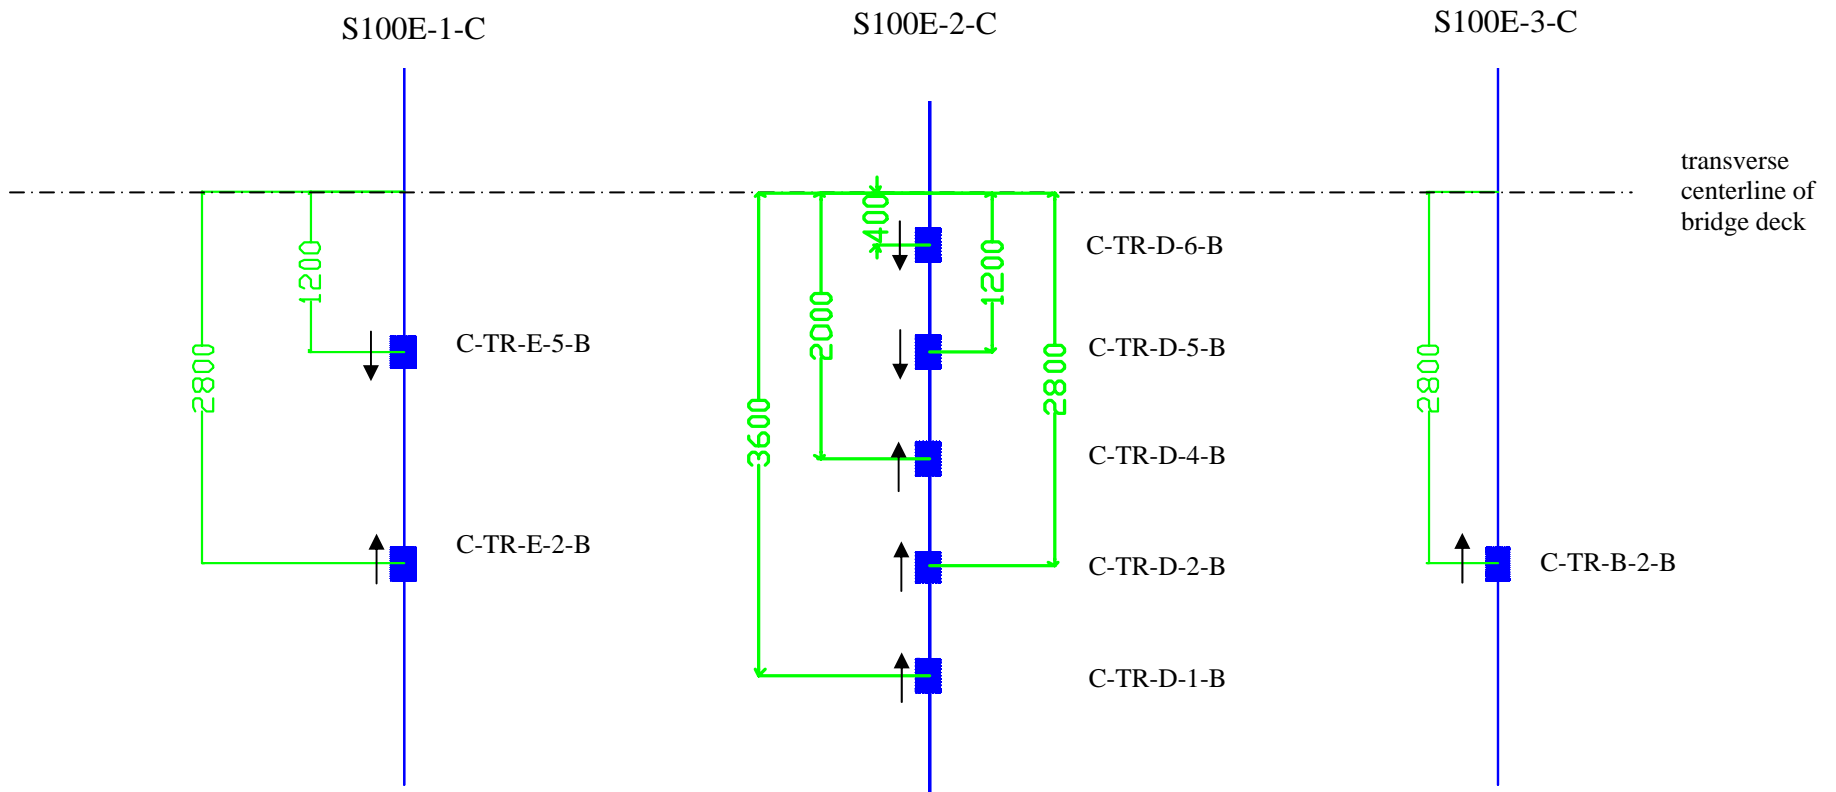 S100E-1-C
S100E-2-C
S100E-3-C
transverse
centerline of
bridge deck
400
C-TR-D-6-B
1200
1200
2000
C-TR-E-5-B
C-TR-D-5-B
2800
2800
2800
3600
C-TR-D-4-B
C-TR-E-2-B
C-TR-D-2-B
C-TR-B-2-B
C-TR-D-1-B